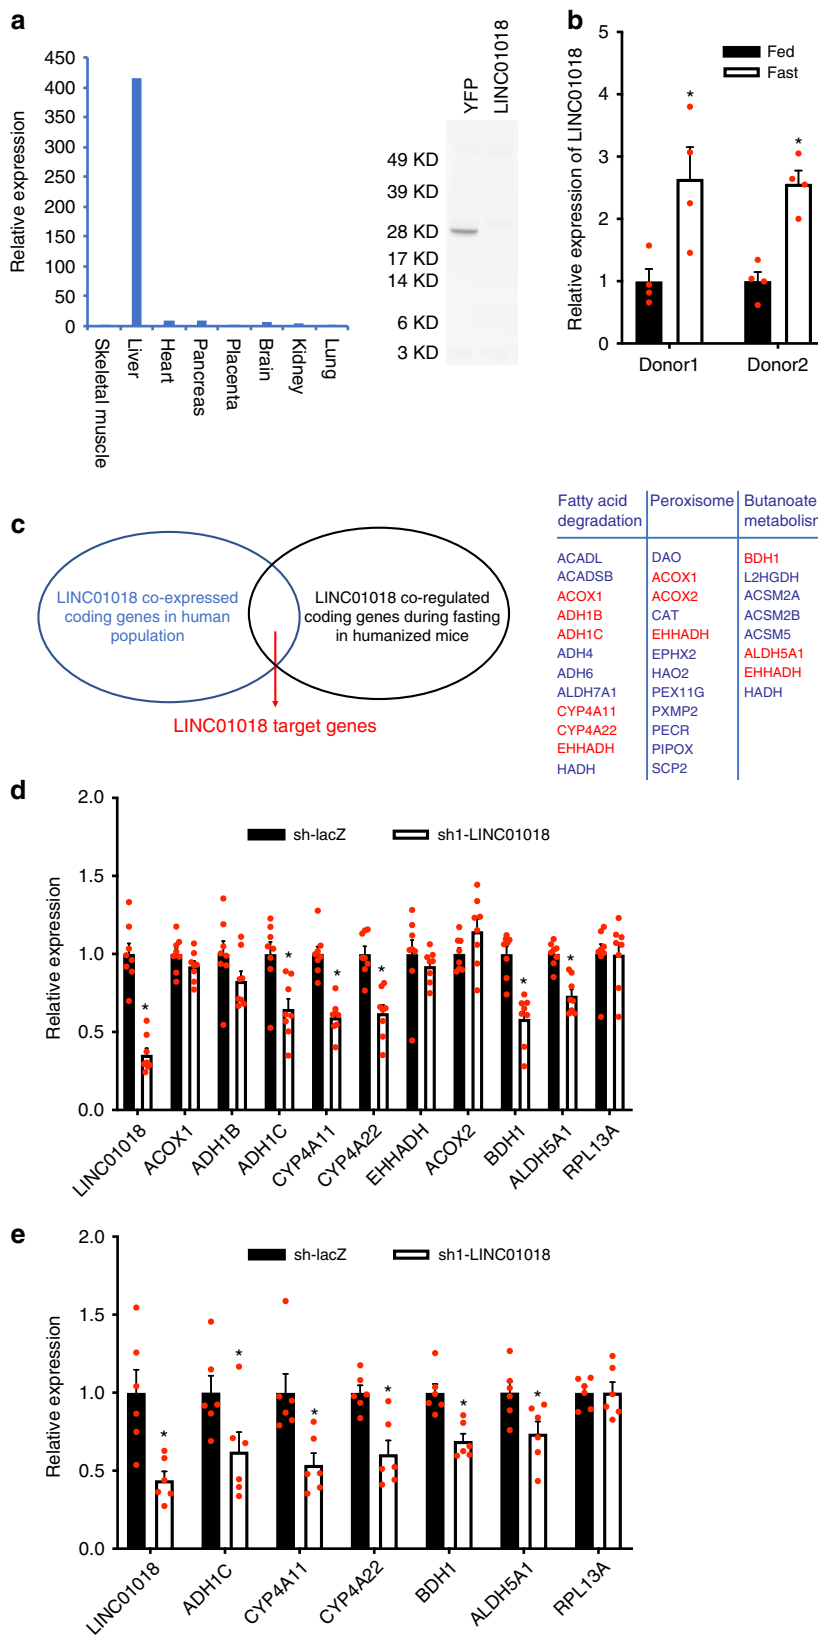 a
Relative expression
450
400
350
300
250
200
150
100
50
0
Skeletal muscle
Liver
Heart
Pancreas
Placenta
Brain
Kidney
Lung
YFP
LINC01018
49 KD
39 KD
28 KD
17 KD
14 KD
6 KD
3 KD
b
Relative expression of LINC01018
5
4
3
2
1
0
Fed
Fast
*
*
Donor1
Donor2
c
LINC01018 co-expressed
coding genes in human
population
LINC01018 co-regulated
coding genes during fasting
in humanized mice
LINC01018 target genes
Fatty acid
degradation
ACADL
ACADSB
ACOX1
ADH1B
ADH1C
ADH4
ADH6
ALDH7A1
CYP4A11
CYP4A22
EHHADH
HADH
Peroxisome
DAO
ACOX1
ACOX2
CAT
EHHADH
EPHX2
HAO2
PEX11G
PXMP2
PECR
PIPOX
SCP2
Butanoate
metabolism
BDH1
L2HGDH
ACSM2A
ACSM2B
ACSM5
ALDH5A1
EHHADH
HADH
d
Relative expression
2.0
1.5
1.0
0.5
0.0
sh-lacZ
sh1-LINC01018
*
*
*
*
*
*
LINC01018
ACOX1
ADH1B
ADH1C
CYP4A11
CYP4A22
EHHADH
ACOX2
BDH1
ALDH5A1
RPL13A
e
Relative expression
2.0
1.5
1.0
0.5
0.0
sh-lacZ
sh1-LINC01018
*
*
*
*
*
*
LINC01018
ADH1C
CYP4A11
CYP4A22
BDH1
ALDH5A1
RPL13A